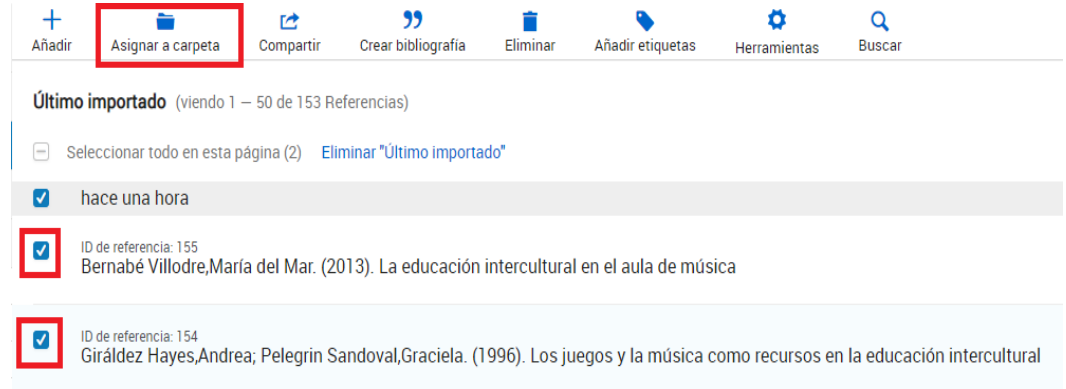 Añadir Asignar a carpeta Compartir Crear bibliografía Eliminar Añadir etiquetas Herramientas Buscar
Último importado (viendo 1 – 50 de 153 Referencias)
Seleccionar todo en esta página (2) Eliminar "Último importado"
hace una hora
ID de referencia: 155
Bernabé Villodre,María del Mar. (2013). La educación intercultural en el aula de música
ID de referencia: 154
Giráldez Hayes,Andrea; Pelegrin Sandoval,Graciela. (1996). Los juegos y la música como recursos en la educación intercultural